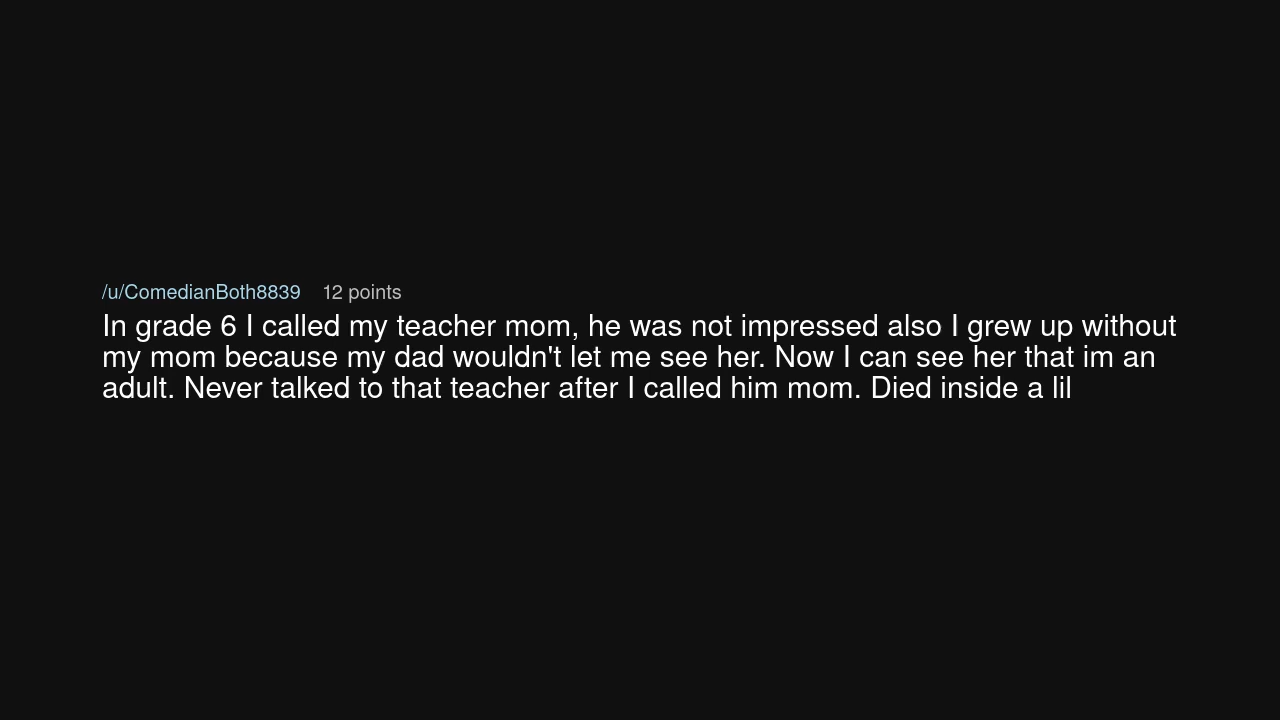 /u/ComedianBoth8839 12 points
In grade 6 I called my teacher mom, he was not impressed also I grew up without
my mom because my dad wouldn't let me see her. Now I can see her that im an
adult. Never talked to that teacher after I called him mom. Died inside a lil